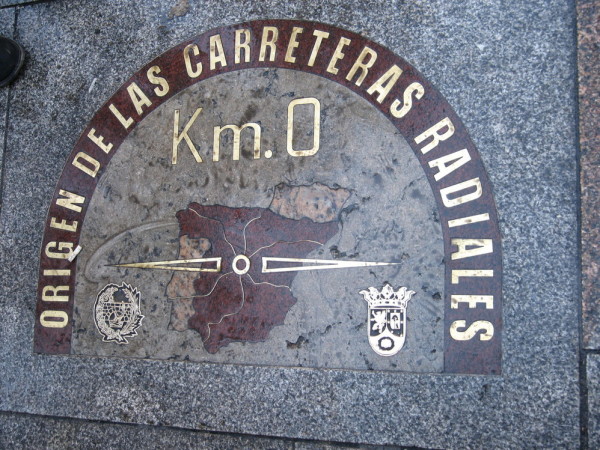 ORIGEN DE LAS CARRETERAS RADIALES
Km. 0